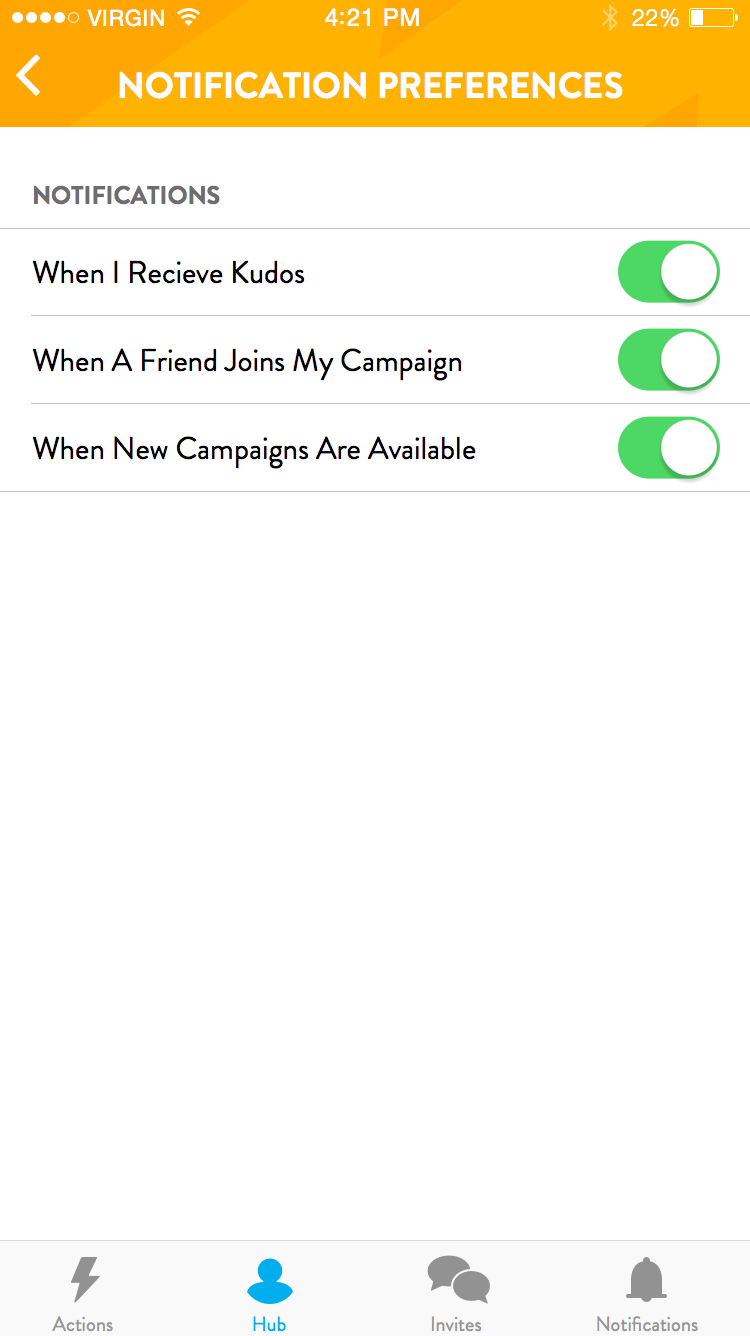 VIRGIN 4:21 PM 22%
NOTIFICATION PREFERENCES
NOTIFICATIONS
When I Recieve Kudos
When A Friend Joins My Campaign
When New Campaigns Are Available
Actions Hub Invites Notifications